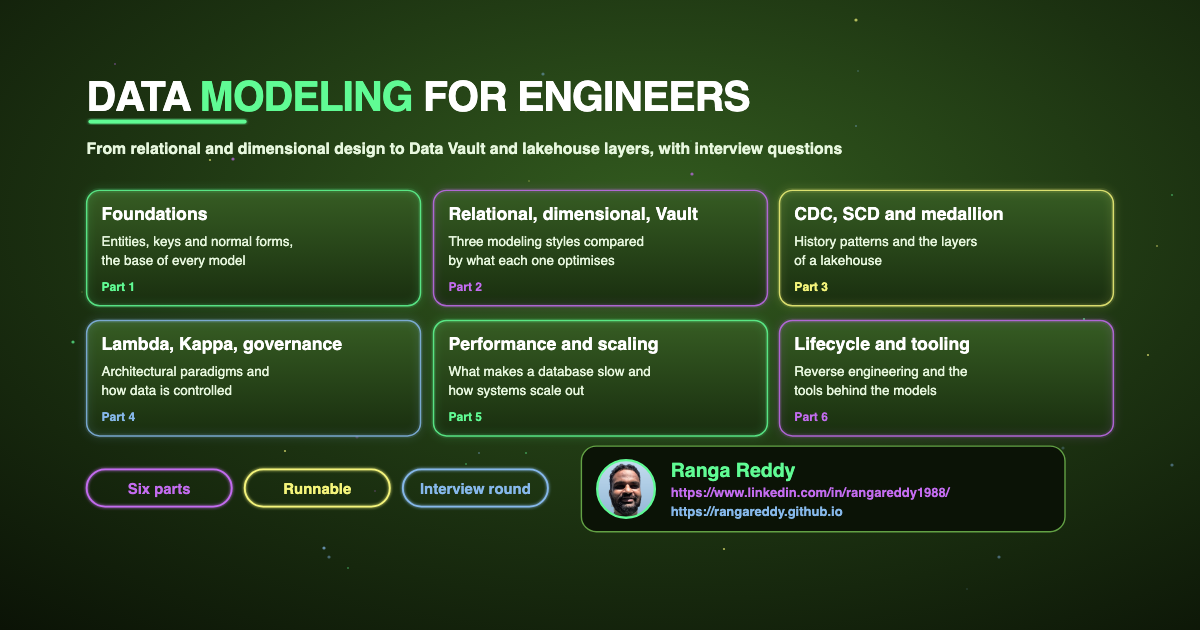 DATA MODELING FOR ENGINEERS
From relational and dimensional design to Data Vault and lakehouse layers, with interview questions
Foundations
Entities, keys and normal forms,
the base of every model
Part 1
Relational, dimensional, Vault
Three modeling styles compared
by what each one optimises
Part 2
CDC, SCD and medallion
History patterns and the layers
of a lakehouse
Part 3
Lambda, Kappa, governance
Architectural paradigms and
how data is controlled
Part 4
Performance and scaling
What makes a database slow and
how systems scale out
Part 5
Lifecycle and tooling
Reverse engineering and the
tools behind the models
Part 6
Six parts
Runnable
Interview round
Ranga Reddy
https://www.linkedin.com/in/rangareddy1988/
https://rangareddy.github.io